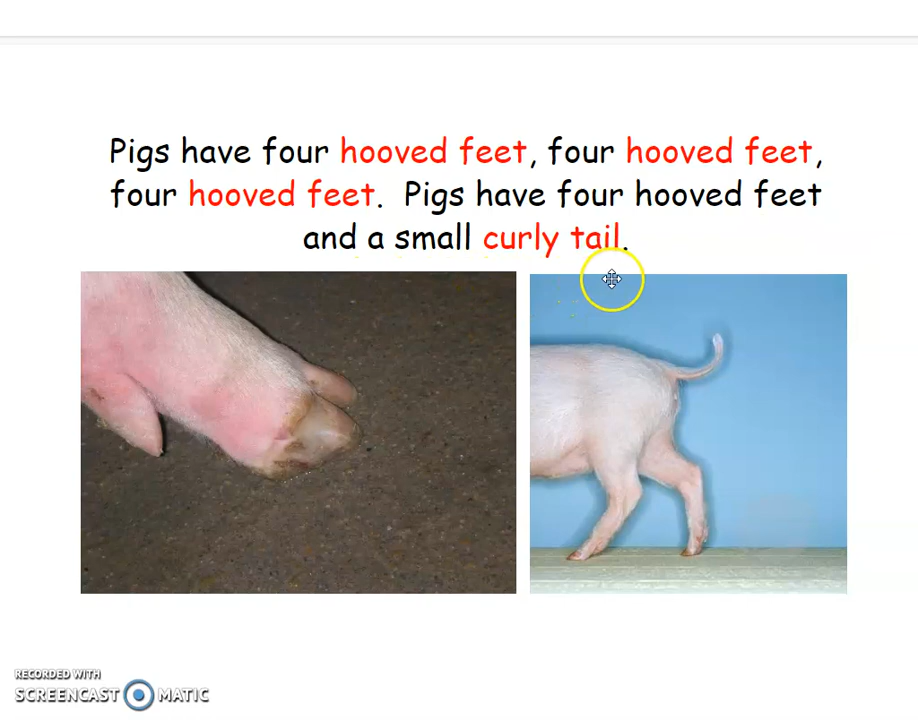 Pigs have four hooved feet, four hooved feet,
four hooved feet.  Pigs have four hooved feet
and a small curly tail.
RECORDED WITH
SCREENCAST MATIC